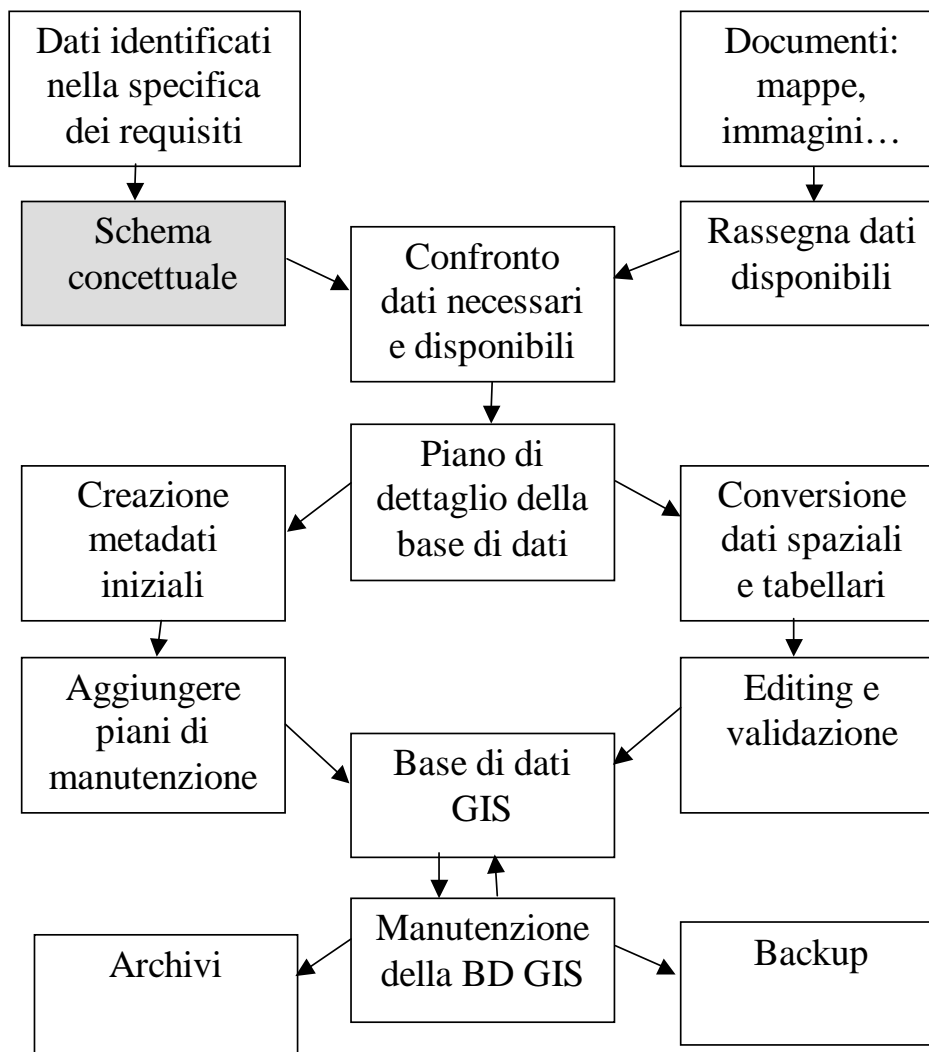 Dati identificati
nella specifica
dei requisiti
Documenti:
mappe,
immagini…
Schema
concettuale
Confronto
dati necessari
e disponibili
Rassegna dati
disponibili
Piano di
dettaglio della
base di dati
Creazione
metadati
iniziali
Conversione
dati spaziali
e tabellari
Aggiungere
piani di
manutenzione
Editing e
validazione
Base di dati
GIS
Manutenzione
della BD GIS
Archivi
Backup